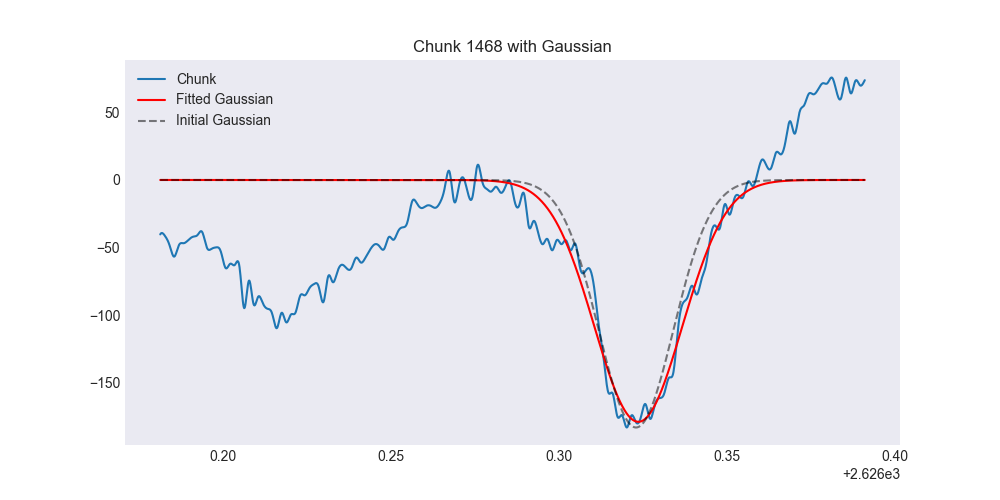 Chunk 1468 with Gaussian
Chunk
Fitted Gaussian
Initial Gaussian
50
0
−50
−100
−150
0.20 0.25 0.30 0.35 0.40
+2.626e3